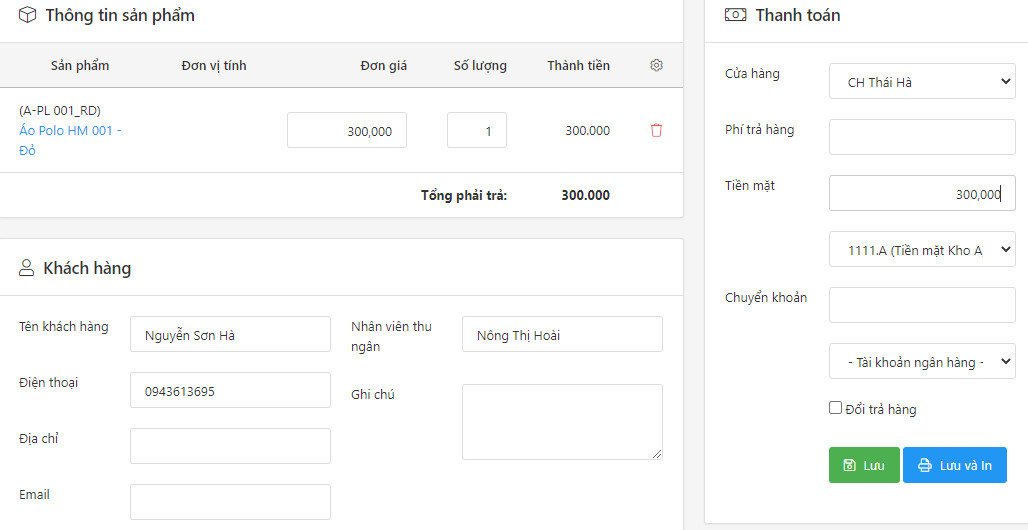 Thông tin sản phẩm
Sản phẩm Đơn vị tính Đơn giá Số lượng Thành tiền
(A-PL 001_RD)
Áo Polo HM 001 -
Đỏ
300,000 1 300.000
Tổng phải trả: 300.000
Khách hàng
Tên khách hàng Nguyễn Sơn Hà
Điện thoại 0943613695
Địa chỉ
Email
Nhân viên thu
ngân
Nông Thị Hoài
Ghi chú
Thanh toán
Cửa hàng CH Thái Hà
Phí trả hàng
Tiền mặt 300,000
1111.A (Tiền mặt Kho A
Chuyển khoản
- Tài khoản ngân hàng -
Đổi trả hàng
Lưu Lưu và In